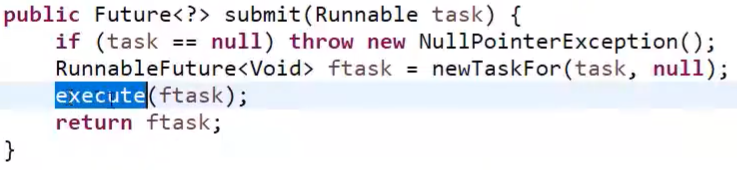 public Future<?> submit(Runnable task) {
    if (task == null) throw new NullPointerException();
    RunnableFuture<Void> ftask = newTaskFor(task, null);
    execute(ftask);
    return ftask;
}